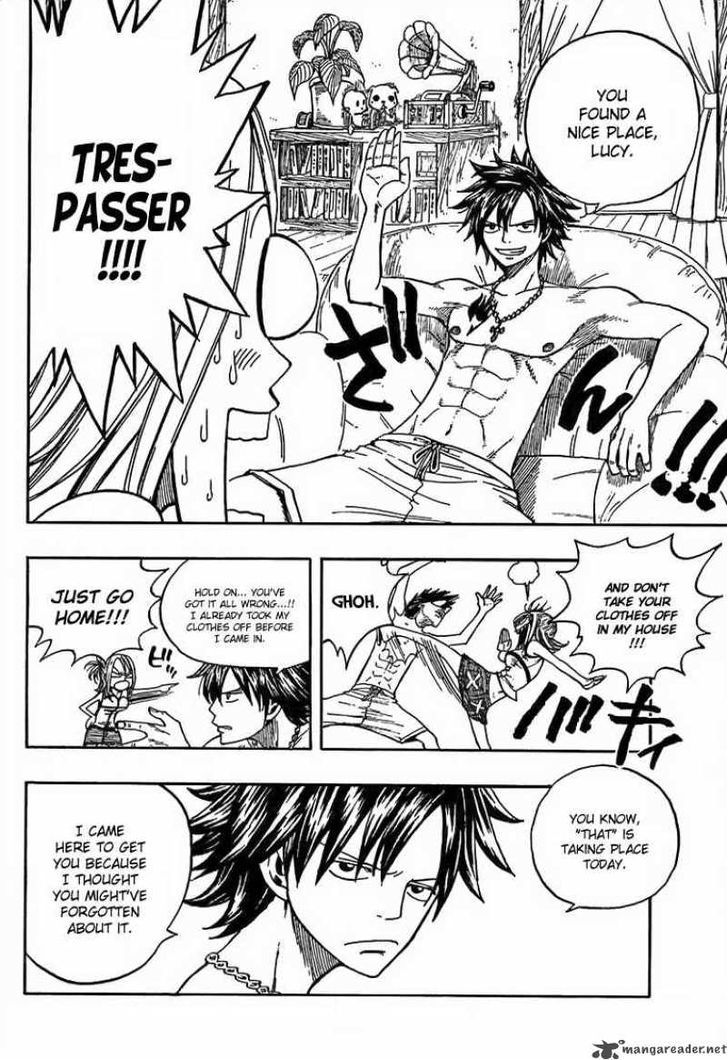 YOU
FOUND A
NICE PLACE,
LUCY.
TRES-
PASSER
!!!!
ざ
ん
!!!
AND DON'T
TAKE YOUR
CLOTHES OFF
IN MY HOUSE
!!!
GHOH.
キィ
HOLD ON... YOU'VE
GOT IT ALL WRONG...!!
I ALREADY TOOK MY
CLOTHES OFF BEFORE
I CAME IN.
JUST GO
HOME!!!
ビッ
YOU KNOW,
"THAT" IS
TAKING PLACE
TODAY.
I CAME
HERE TO GET
YOU BECAUSE
I THOUGHT
YOU MIGHT'VE
FORGOTTEN
ABOUT IT.
mangareader.net